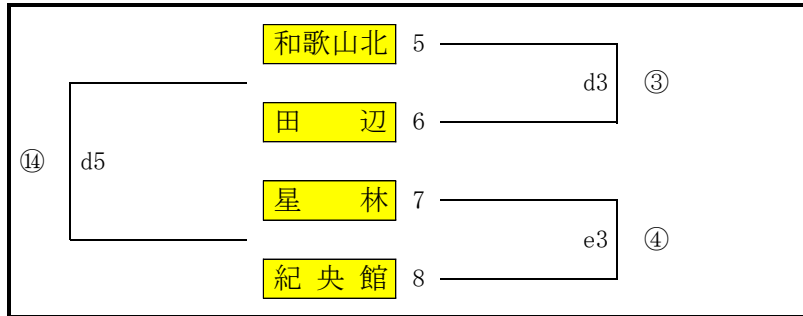 和歌山北 5
d3 ③
田 辺 6
⑭ d5
星 林 7
e3 ④
紀央館 8